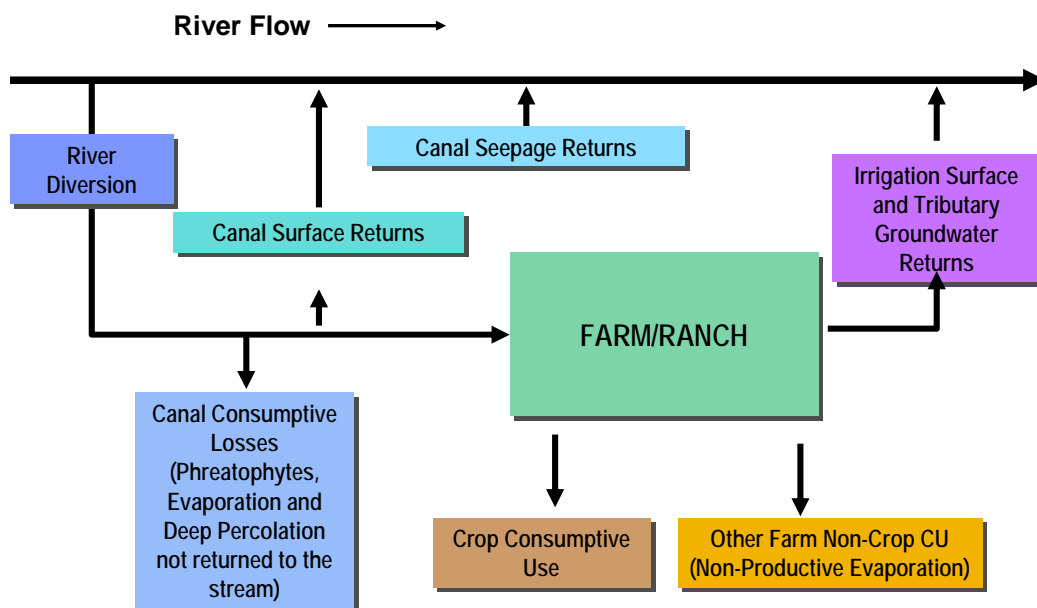 River Flow
River
Diversion
Canal Seepage Returns
Canal Surface Returns
Irrigation Surface
and Tributary
Groundwater
Returns
FARM/RANCH
Canal Consumptive
Losses
(Phreatophytes,
Evaporation and
Deep Percolation
not returned to the
stream)
Crop Consumptive
Use
Other Farm Non-Crop CU
(Non-Productive Evaporation)